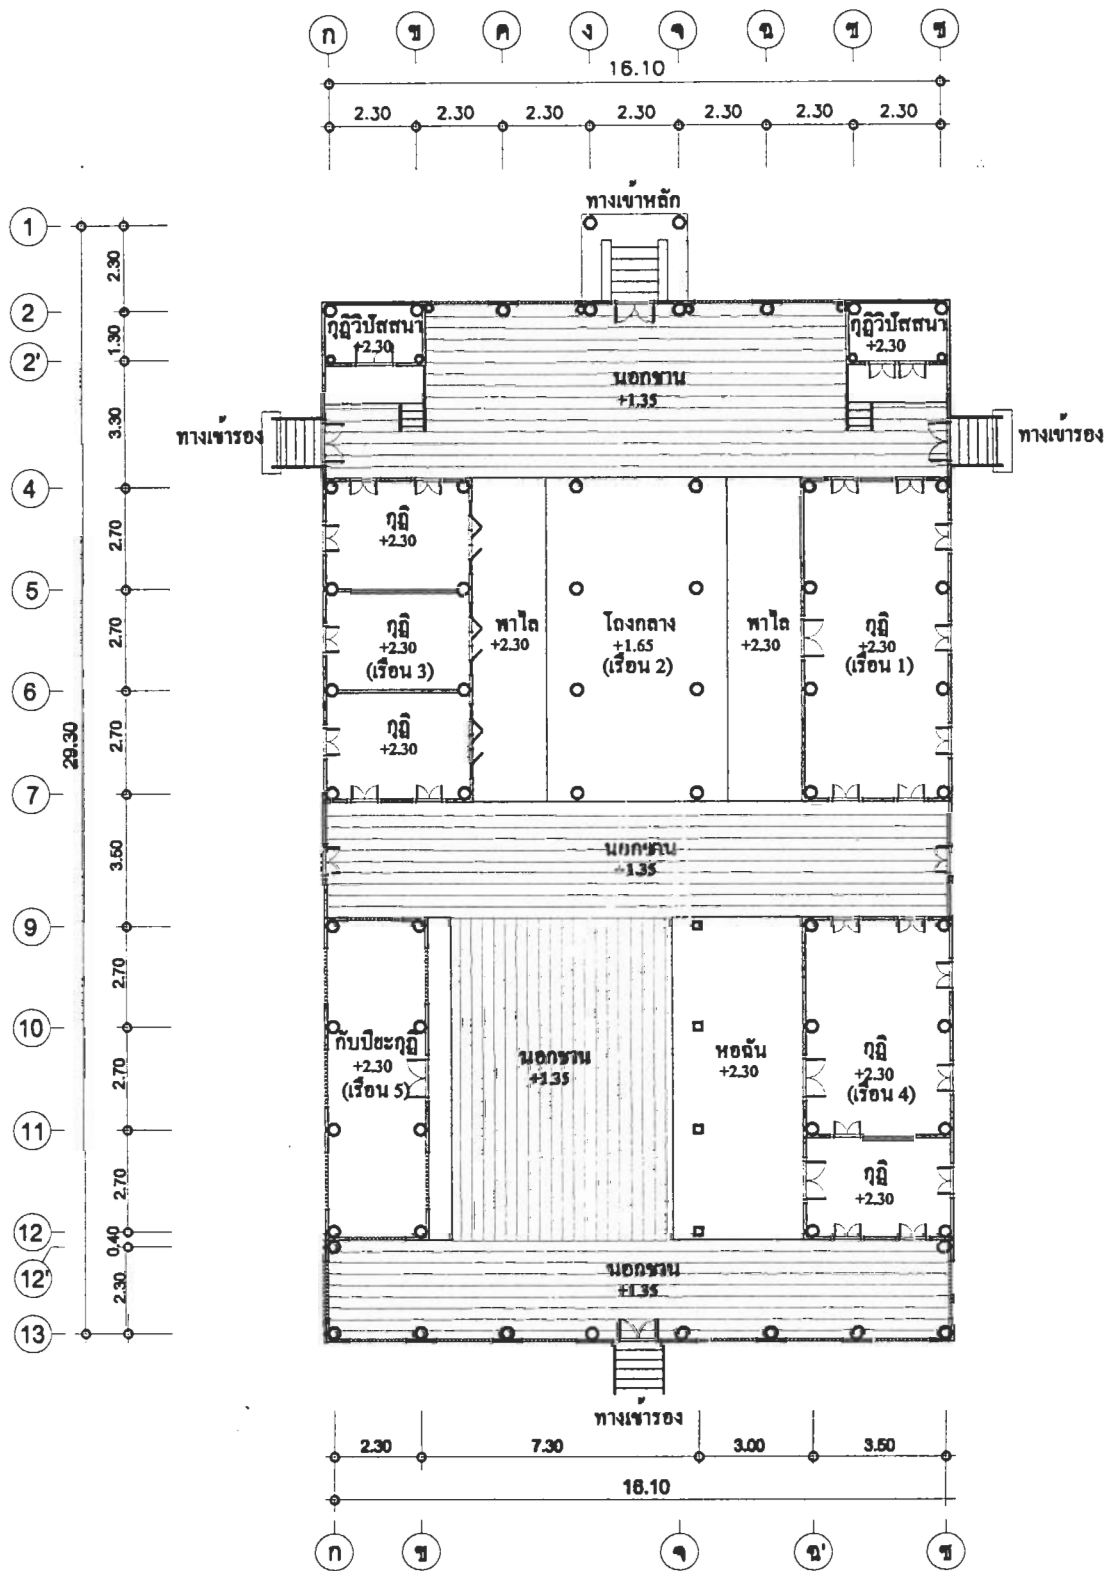 ก ข ค ง จ ฉ ช ซ
16.10
2.30 2.30 2.30 2.30 2.30 2.30 2.30
ทางเข้าหลัก
1
2.30
2
กุฏิวิปัสสนา
+2.30
กุฏิวิปัสสนา
+2.30
1.30
2'
นอกชาน
+1.35
3.30
ทางเข้ารอง
ทางเข้ารอง
4
กุฏิ
+2.30
2.70
5
กุฏิ
+2.30
(เรือน 3)
พาไล
+2.30
โถงกลาง
+1.65
(เรือน 2)
พาไล
+2.30
กุฏิ
+2.30
(เรือน 1)
2.70
6
กุฏิ
+2.30
2.70
29.30
7
นอกชาน
+1.35
3.50
9
2.70
10
กัปปิยะกุฏิ
+2.30
(เรือน 5)
นอกชาน
+1.35
หอฉัน
+2.30
กุฏิ
+2.30
(เรือน 4)
2.70
11
กุฏิ
+2.30
2.70
12
0.40
12'
นอกชาน
+1.35
2.30
13
ทางเข้ารอง
2.30 7.30 3.00 3.50
16.10
ก ข จ ฉ' ซ